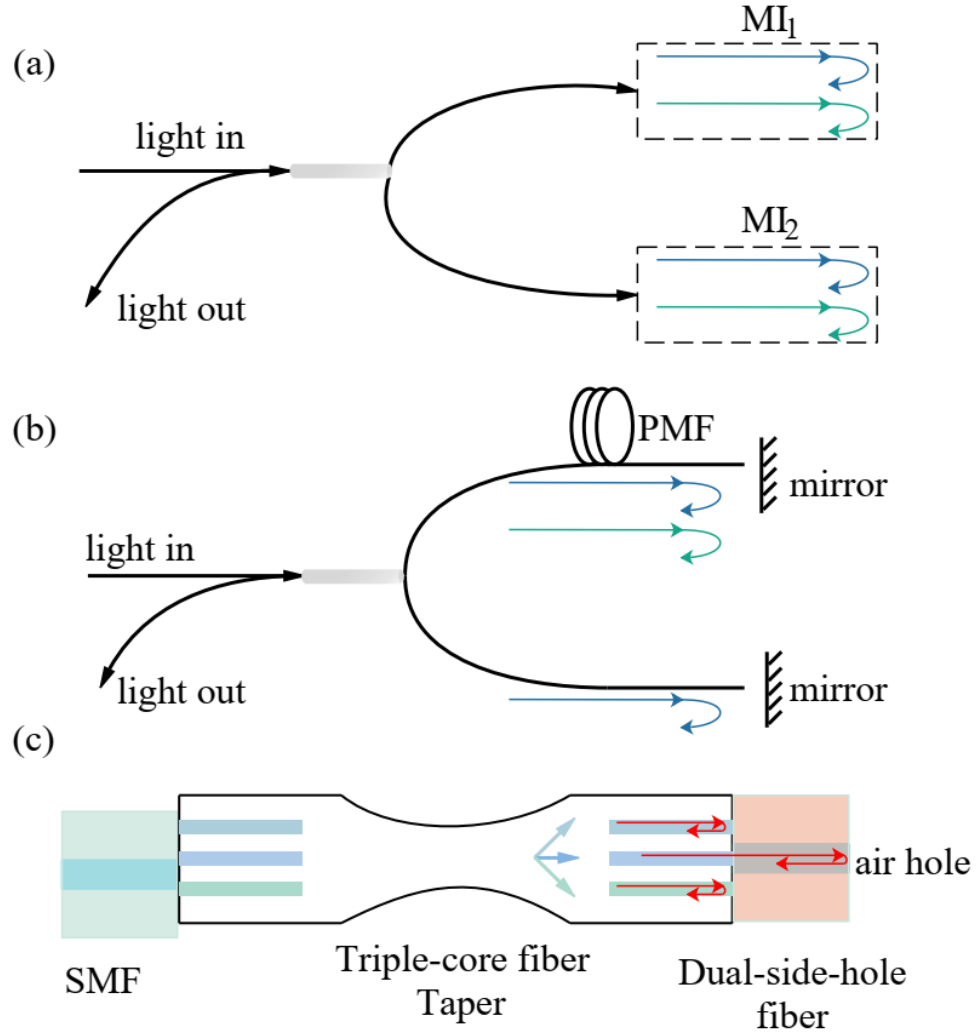 (a)
MI1
light in
light out
MI2
(b)
PMF
mirror
light in
light out
mirror
(c)
air hole
SMF
Triple-core fiber
Taper
Dual-side-hole
fiber